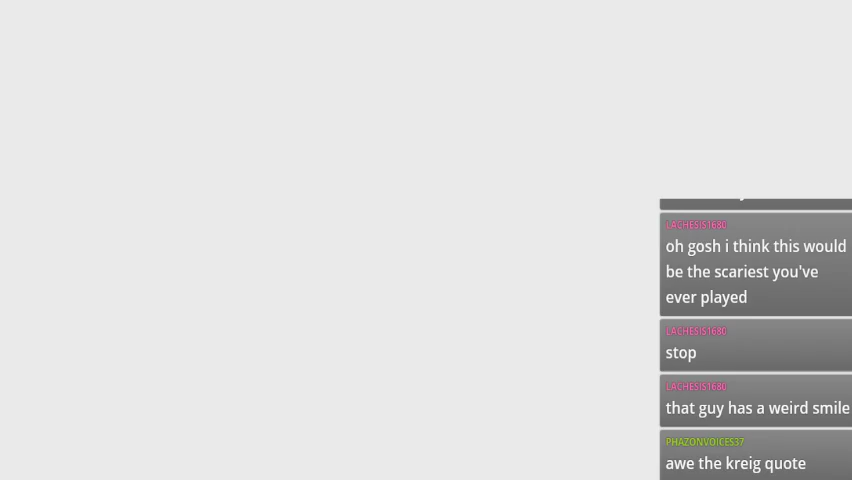 LACHESIS1680
oh gosh i think this would
be the scariest you've
ever played
LACHESIS1680
stop
LACHESIS1680
that guy has a weird smile
PHAZONVOICES37
awe the kreig quote